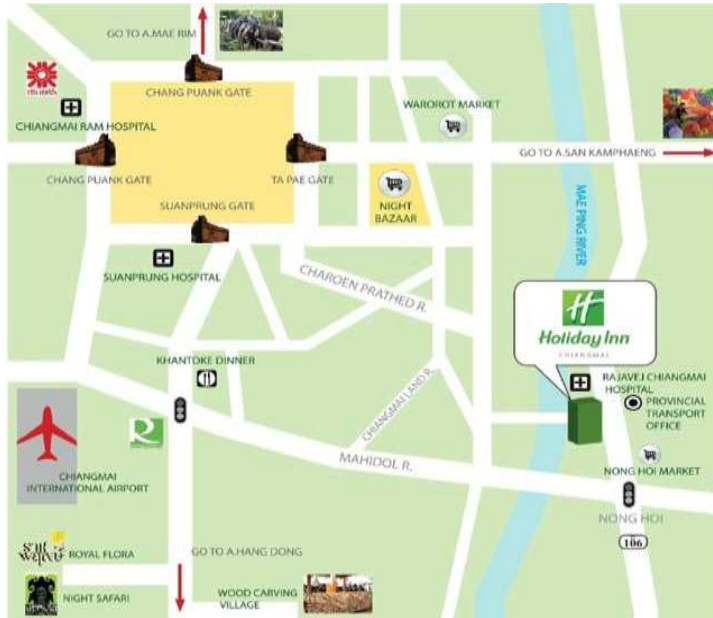 GO TO A.MAE RIM
CHANG PUANK GATE
CHIANGMAI RAM HOSPITAL
WAROROT MARKET
GO TO A.SAN KAMPHAENG
CHANG PUANK GATE
TA PAE GATE
SUANPRUNG GATE
NIGHT
BAZAAR
MAE PING RIVER
SUANPRUNG HOSPITAL
CHAROEN PRATHED R.
H
Holiday Inn
CHIANGMAI
KHANTOKE DINNER
CHIANGMAI LAND R.
RAJAVEJ CHIANGMAI
HOSPITAL
PROVINCIAL
TRANSPORT
OFFICE
R
MAHIDOL R.
CHIANGMAI
INTERNATIONAL AIRPORT
NONG HOI MARKET
NONG HOI
106
ROYAL FLORA
GO TO A.HANG DONG
NIGHT SAFARI
WOOD CARVING
VILLAGE